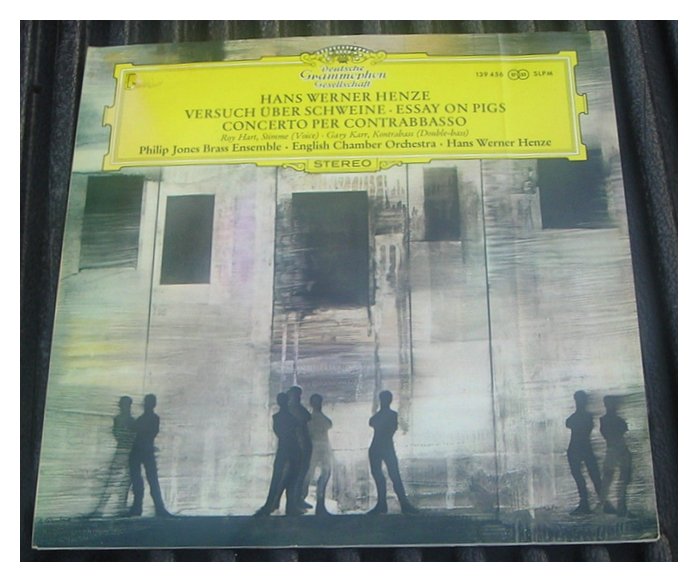 Deutsche
Grammophon
Gesellschaft
139 456 STEREO SLPM
HANS WERNER HENZE
VERSUCH ÜBER SCHWEINE · ESSAY ON PIGS
CONCERTO PER CONTRABBASSO
Roy Hart, Stimme (Voice) · Gary Karr, Kontrabass (Double-bass)
Philip Jones Brass Ensemble · English Chamber Orchestra · Hans Werner Henze
STEREO